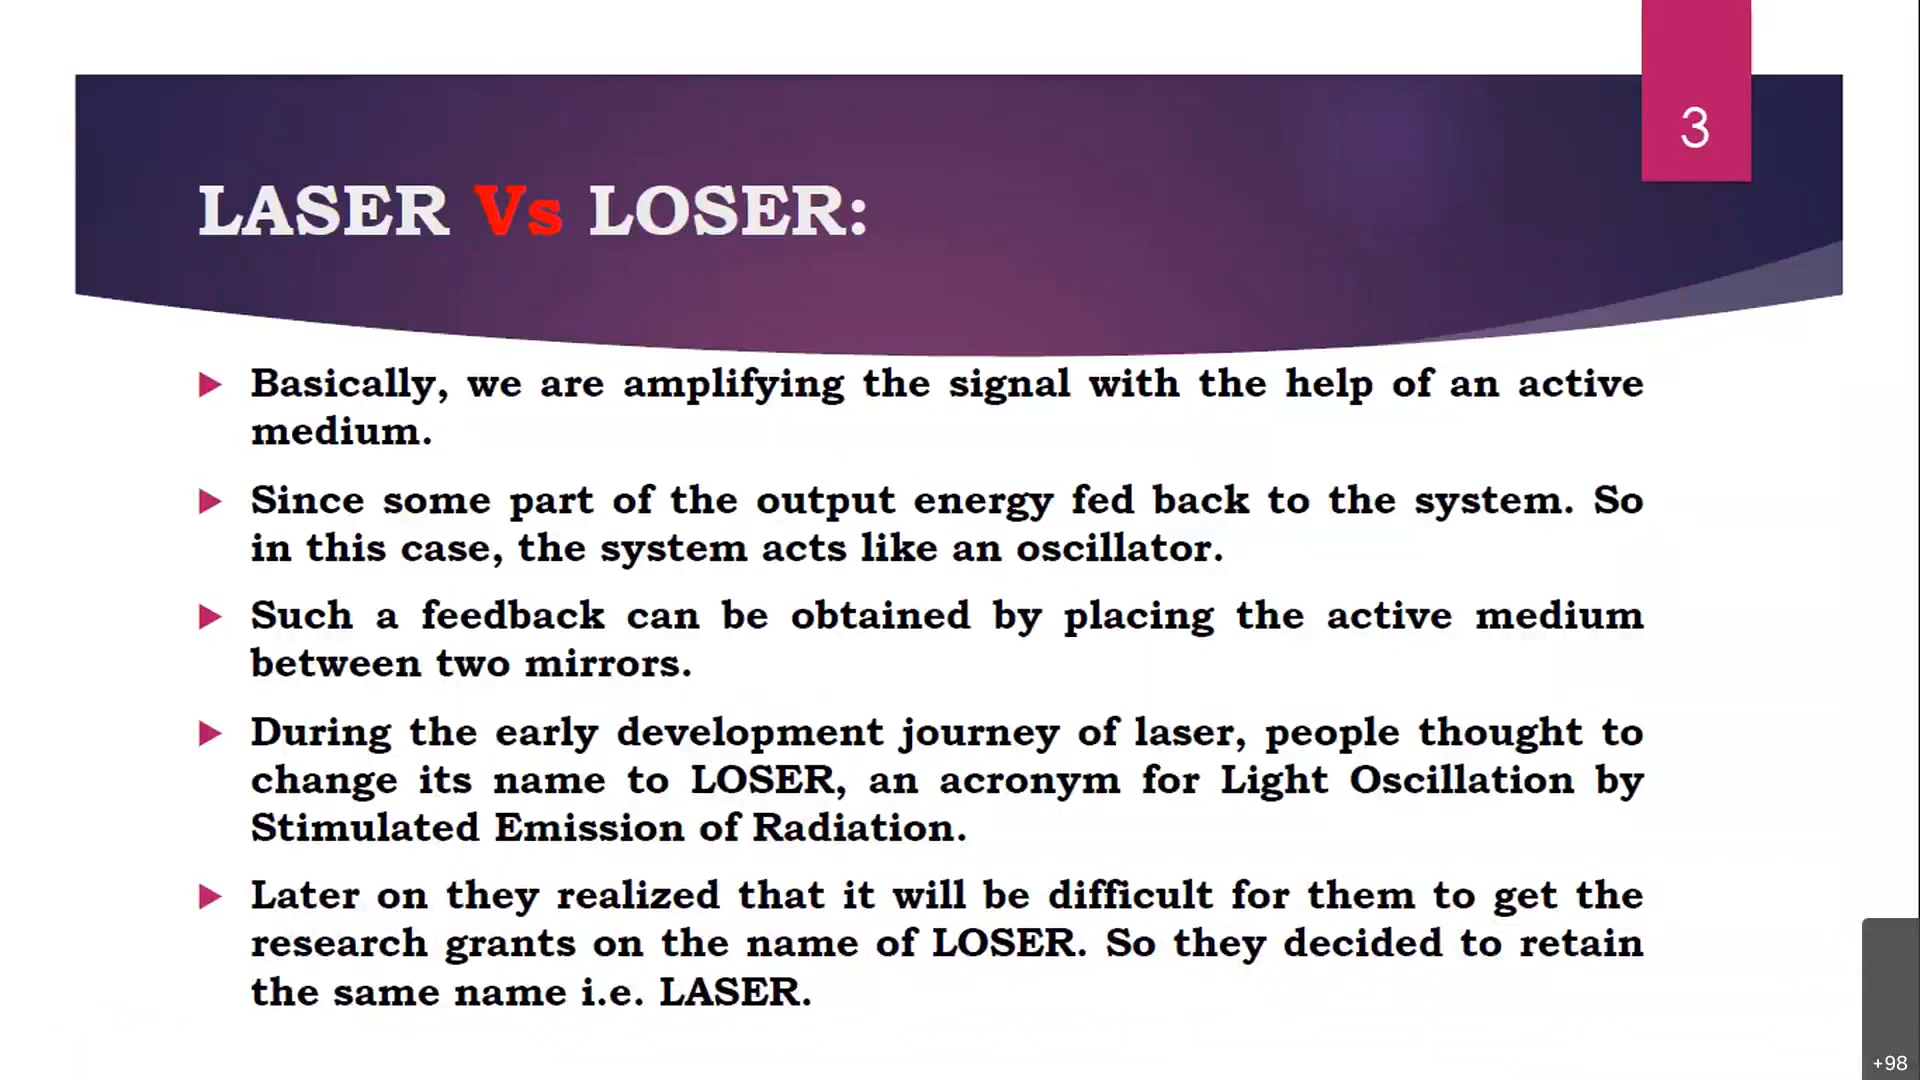 3
LASER Vs LOSER:
Basically, we are amplifying the signal with the help of an active
medium.
Since some part of the output energy fed back to the system. So
in this case, the system acts like an oscillator.
Such a feedback can be obtained by placing the active medium
between two mirrors.
During the early development journey of laser, people thought to
change its name to LOSER, an acronym for Light Oscillation by
Stimulated Emission of Radiation.
Later on they realized that it will be difficult for them to get the
research grants on the name of LOSER. So they decided to retain
the same name i.e. LASER.
+98